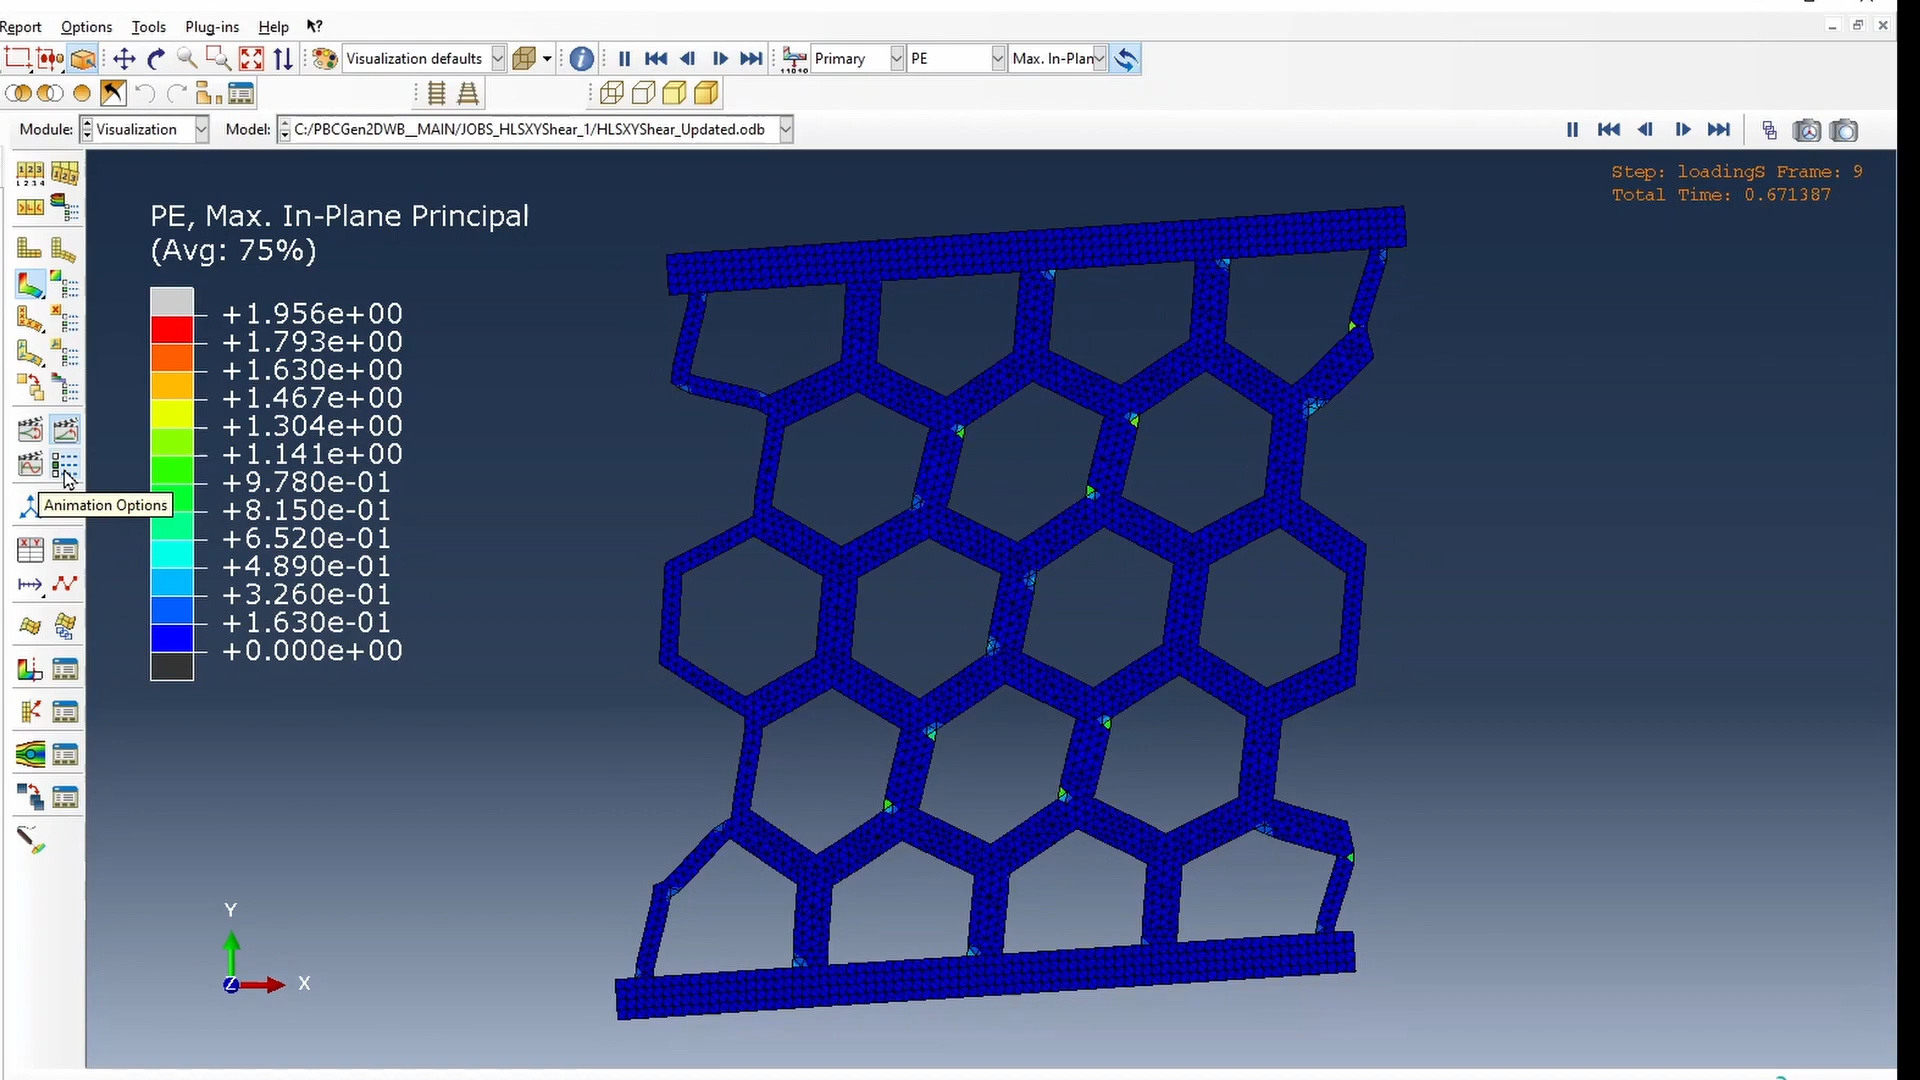 Report Options Tools Plug-ins Help
Visualization defaults Primary PE Max. In-Plan
Module: Visualization Model: C:/PBCGen2DWB__MAIN/JOBS_HLSXYShear_1/HLSXYShear_Updated.odb
Step: loadingS Frame: 9
Total Time: 0.671387
PE, Max. In-Plane Principal
(Avg: 75%)
+1.956e+00
+1.793e+00
+1.630e+00
+1.467e+00
+1.304e+00
+1.141e+00
+9.780e-01
+8.150e-01
+6.520e-01
+4.890e-01
+3.260e-01
+1.630e-01
+0.000e+00
Animation Options
Y
Z
X